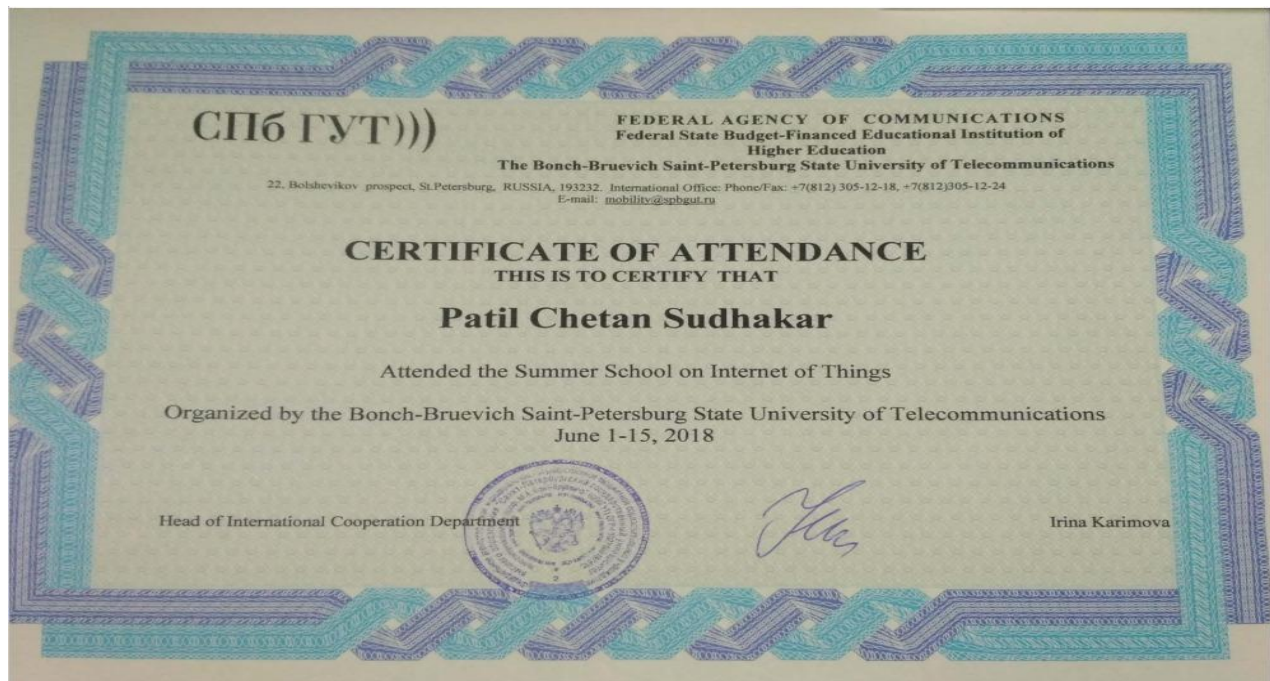 СПб ГУТ)))
FEDERAL AGENCY OF COMMUNICATIONS
Federal State Budget-Financed Educational Institution of
Higher Education
The Bonch-Bruevich Saint-Petersburg State University of Telecommunications
22, Bolshevikov prospect, St.Petersburg, RUSSIA, 193232. International Office: Phone/Fax: +7(812) 305-12-18, +7(812)305-12-24
E-mail: mobility@spbgut.ru
CERTIFICATE OF ATTENDANCE
THIS IS TO CERTIFY THAT
Patil Chetan Sudhakar
Attended the Summer School on Internet of Things
Organized by the Bonch-Bruevich Saint-Petersburg State University of Telecommunications
June 1-15, 2018
Head of International Cooperation Department
Irina Karimova